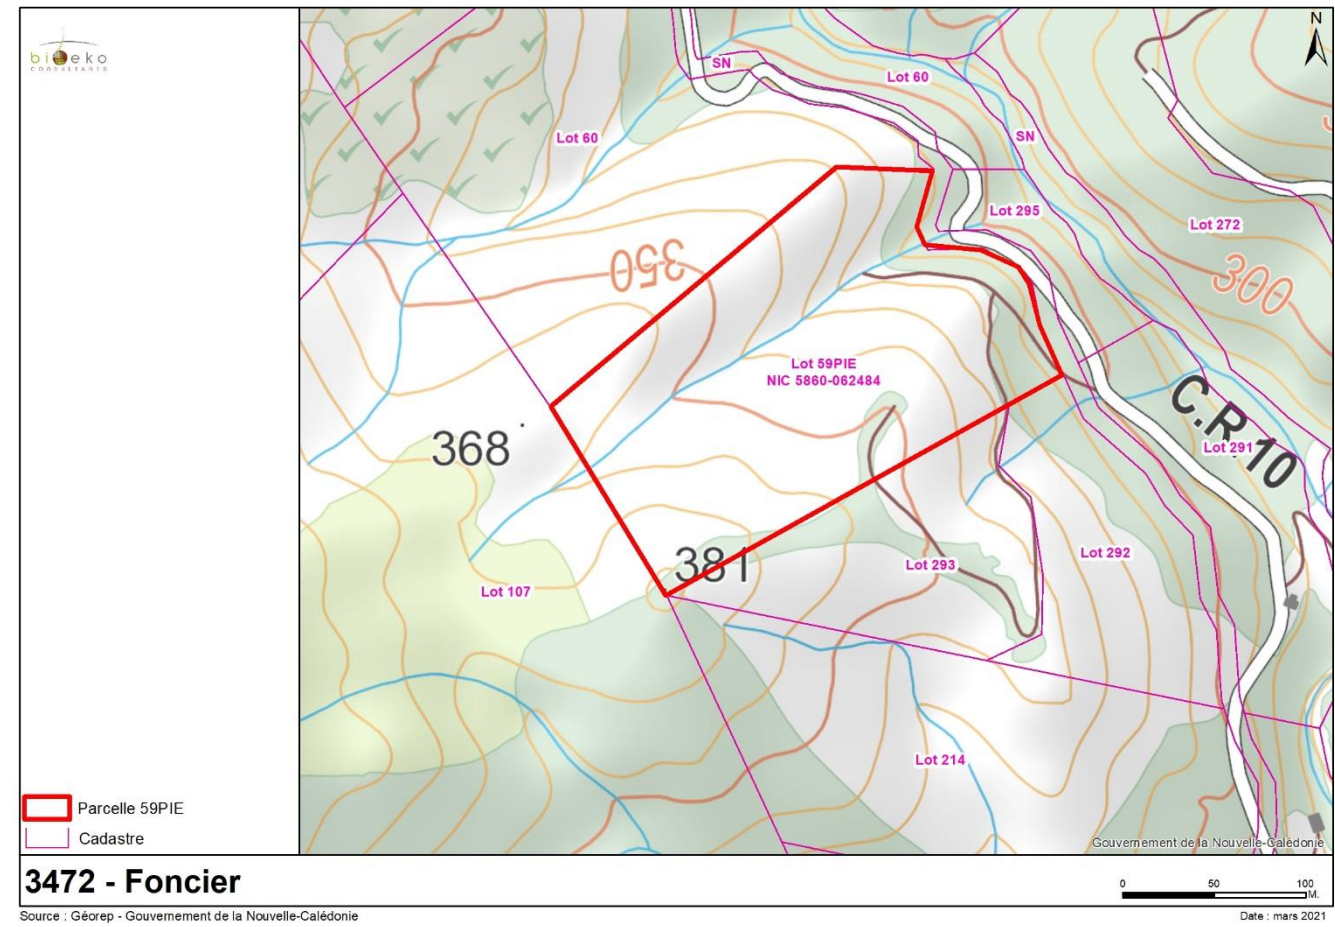 bioeko
CONSULTANTS
N
SN
Lot 60
Lot 60
SN
Lot 295
Lot 272
350
300
Lot 59PIE
NIC 5860-062484
368
C.R.10
Lot 291
381
Lot 293
Lot 292
Lot 107
Lot 214
Parcelle 59PIE
Cadastre
Gouvernement de la Nouvelle-Calédonie
3472 - Foncier
0 50 100
M.
Source : Géorep - Gouvernement de la Nouvelle-Calédonie
Date : mars 2021